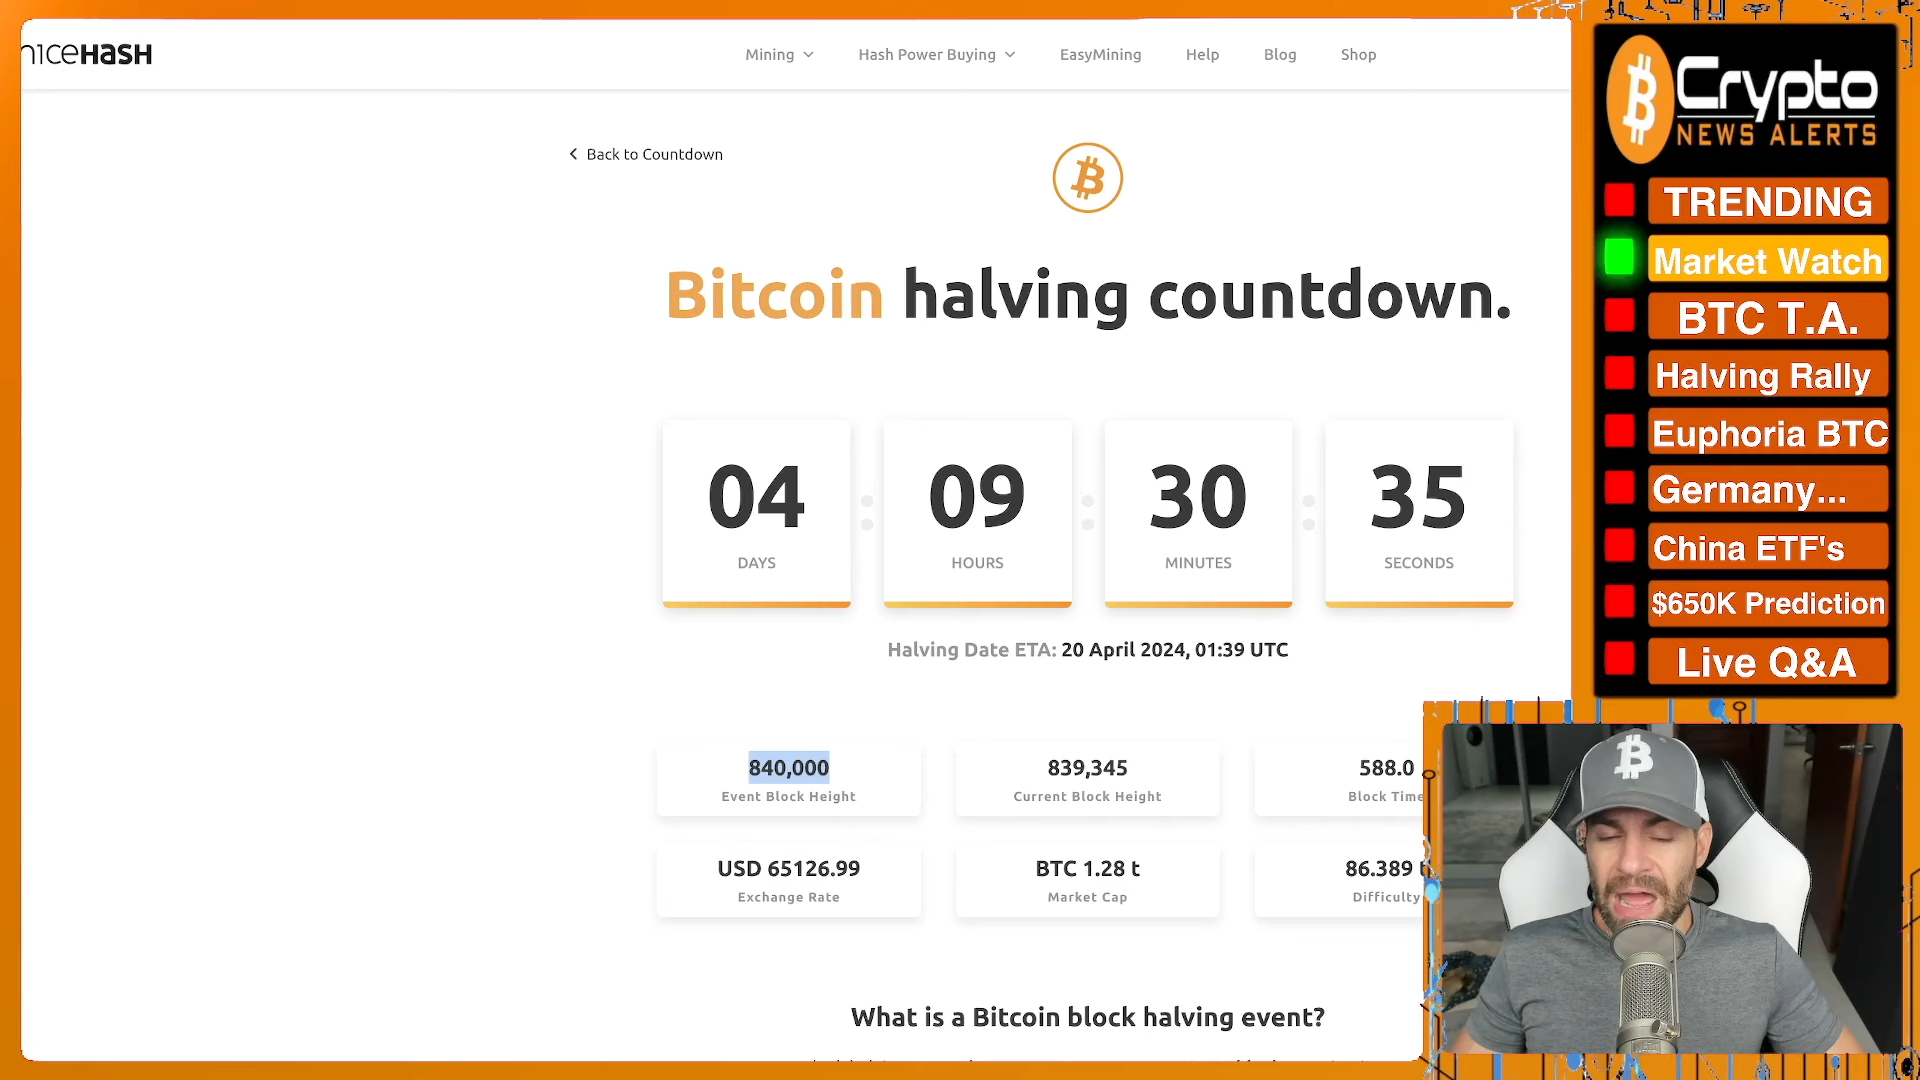 niceHASH
Mining
Hash Power Buying
EasyMining
Help
Blog
Shop
Back to Countdown
Bitcoin halving countdown.
04
DAYS
09
HOURS
30
MINUTES
35
SECONDS
Halving Date ETA: 20 April 2024, 01:39 UTC
840,000
Event Block Height
839,345
Current Block Height
588.0
Block Time
USD 65126.99
Exchange Rate
BTC 1.28 t
Market Cap
86.389 t
Difficulty
What is a Bitcoin block halving event?
Crypto
NEWS ALERTS
TRENDING
Market Watch
BTC T.A.
Halving Rally
Euphoria BTC
Germany...
China ETF's
$650K Prediction
Live Q&A